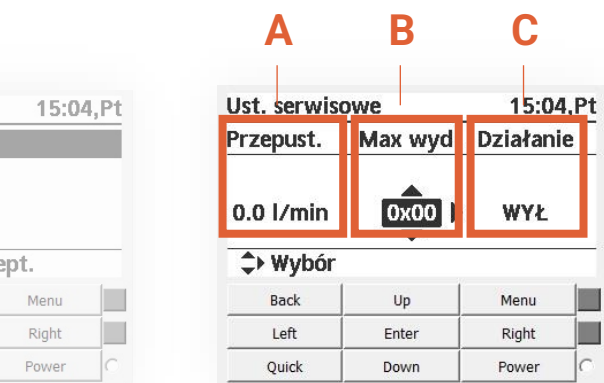 A B C
15:04,Pt
Ust. serwisowe 15:04,Pt
Przepust. Max wyd Działanie
0.0 l/min 0x00 WYŁ
ept.
Wybór
Menu
Right
Power
Back Up Menu
Left Enter Right
Quick Down Power